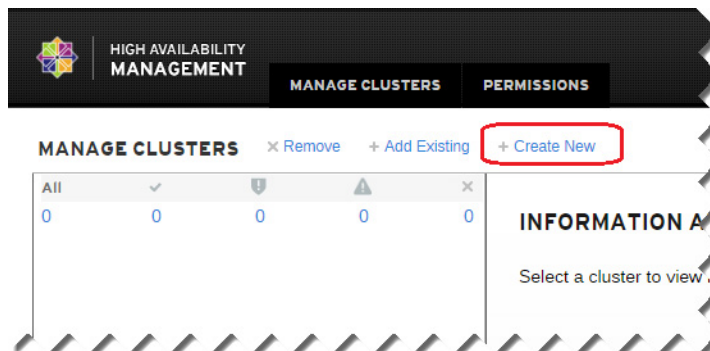 HIGH AVAILABILITY
MANAGEMENT
MANAGE CLUSTERS PERMISSIONS
MANAGE CLUSTERS × Remove + Add Existing + Create New
All
0 0 0 0 0
INFORMATION A
Select a cluster to view